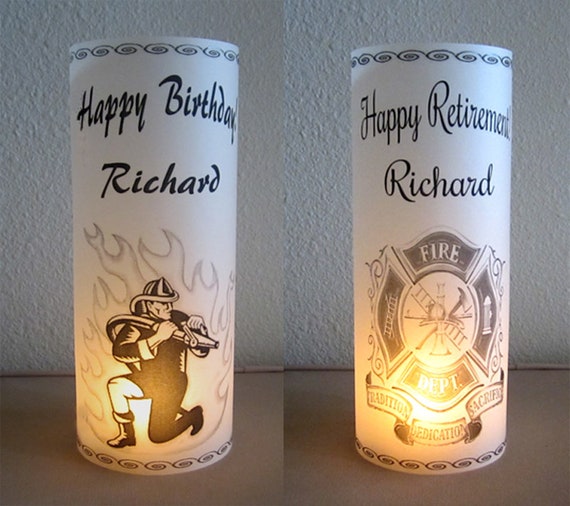 Happy Birthday!
Richard
Happy Retirement!
Richard
FIRE
DEPT.
TRADITION
DEDICATION
SACRIFICE